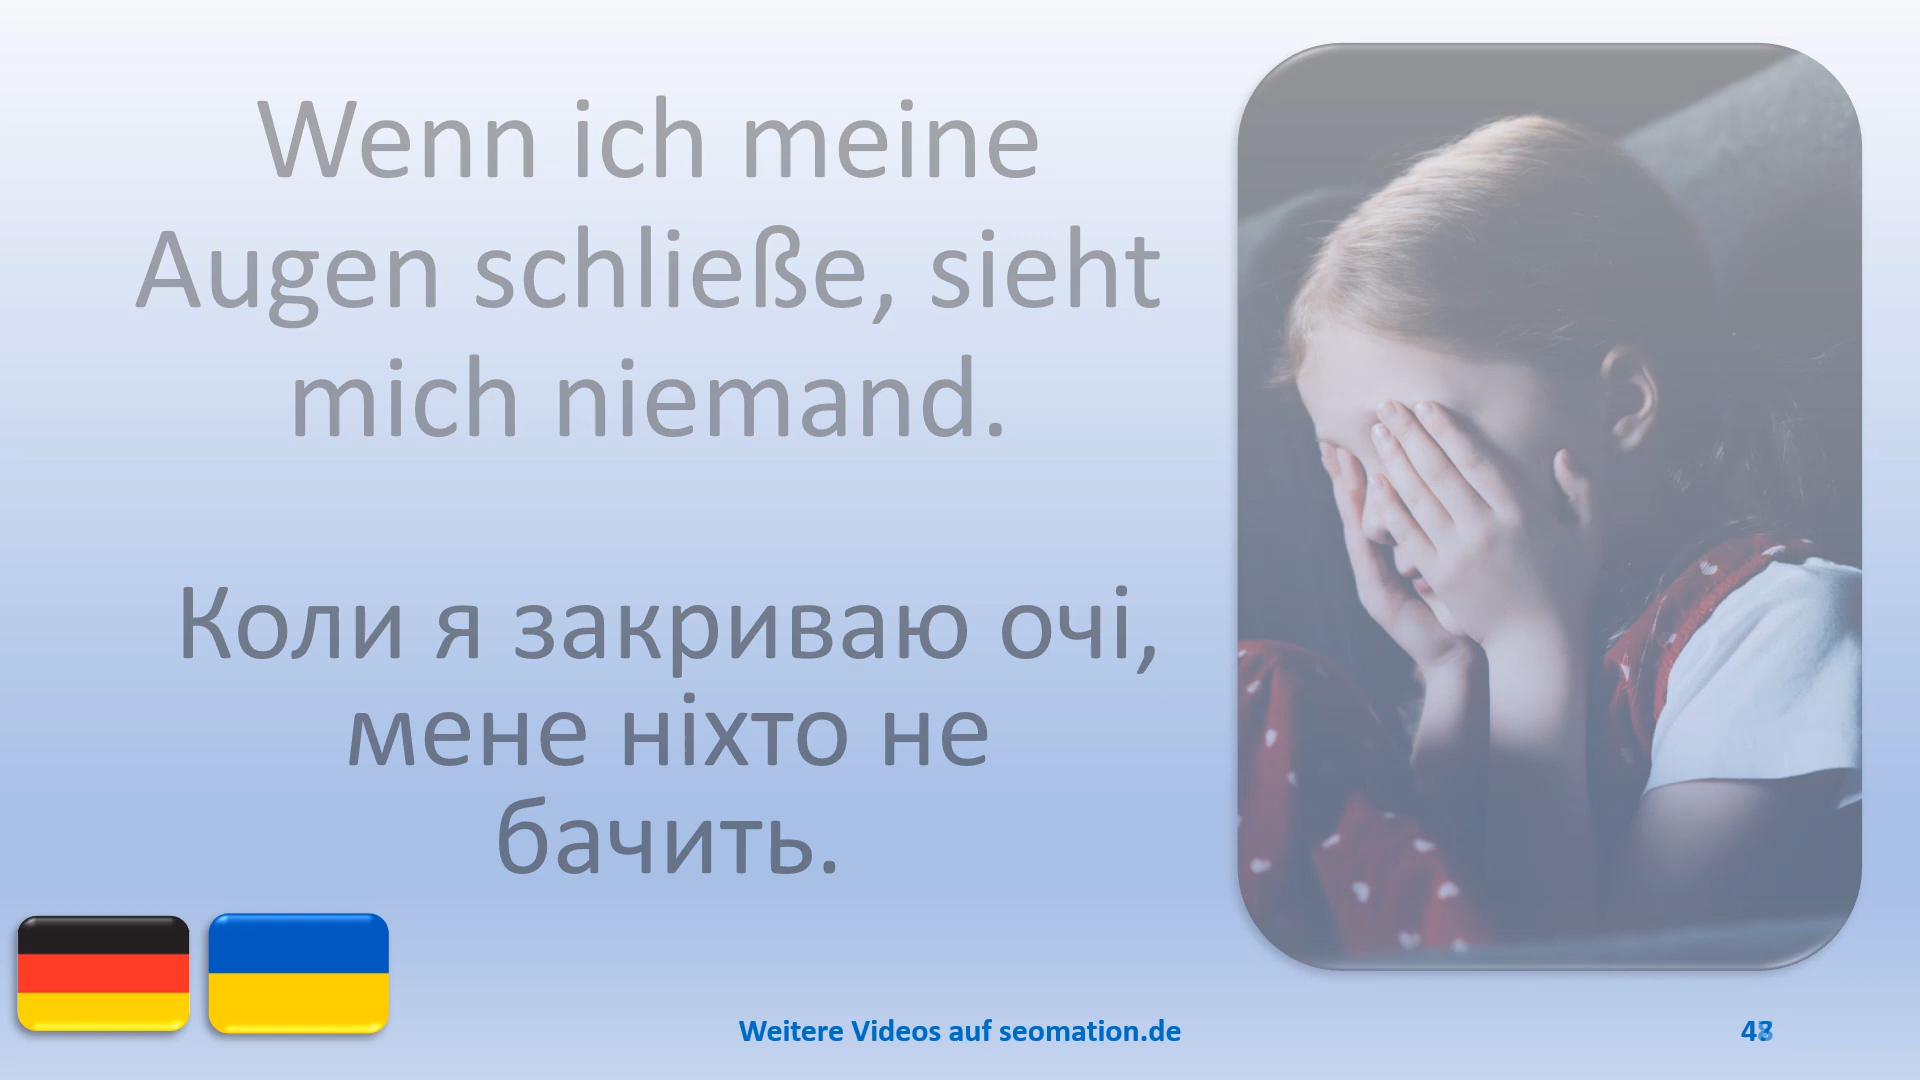 Wenn ich meine
Augen schließe, sieht
mich niemand.
Коли я закриваю очі,
мене ніхто не
бачить.
Weitere Videos auf seomation.de